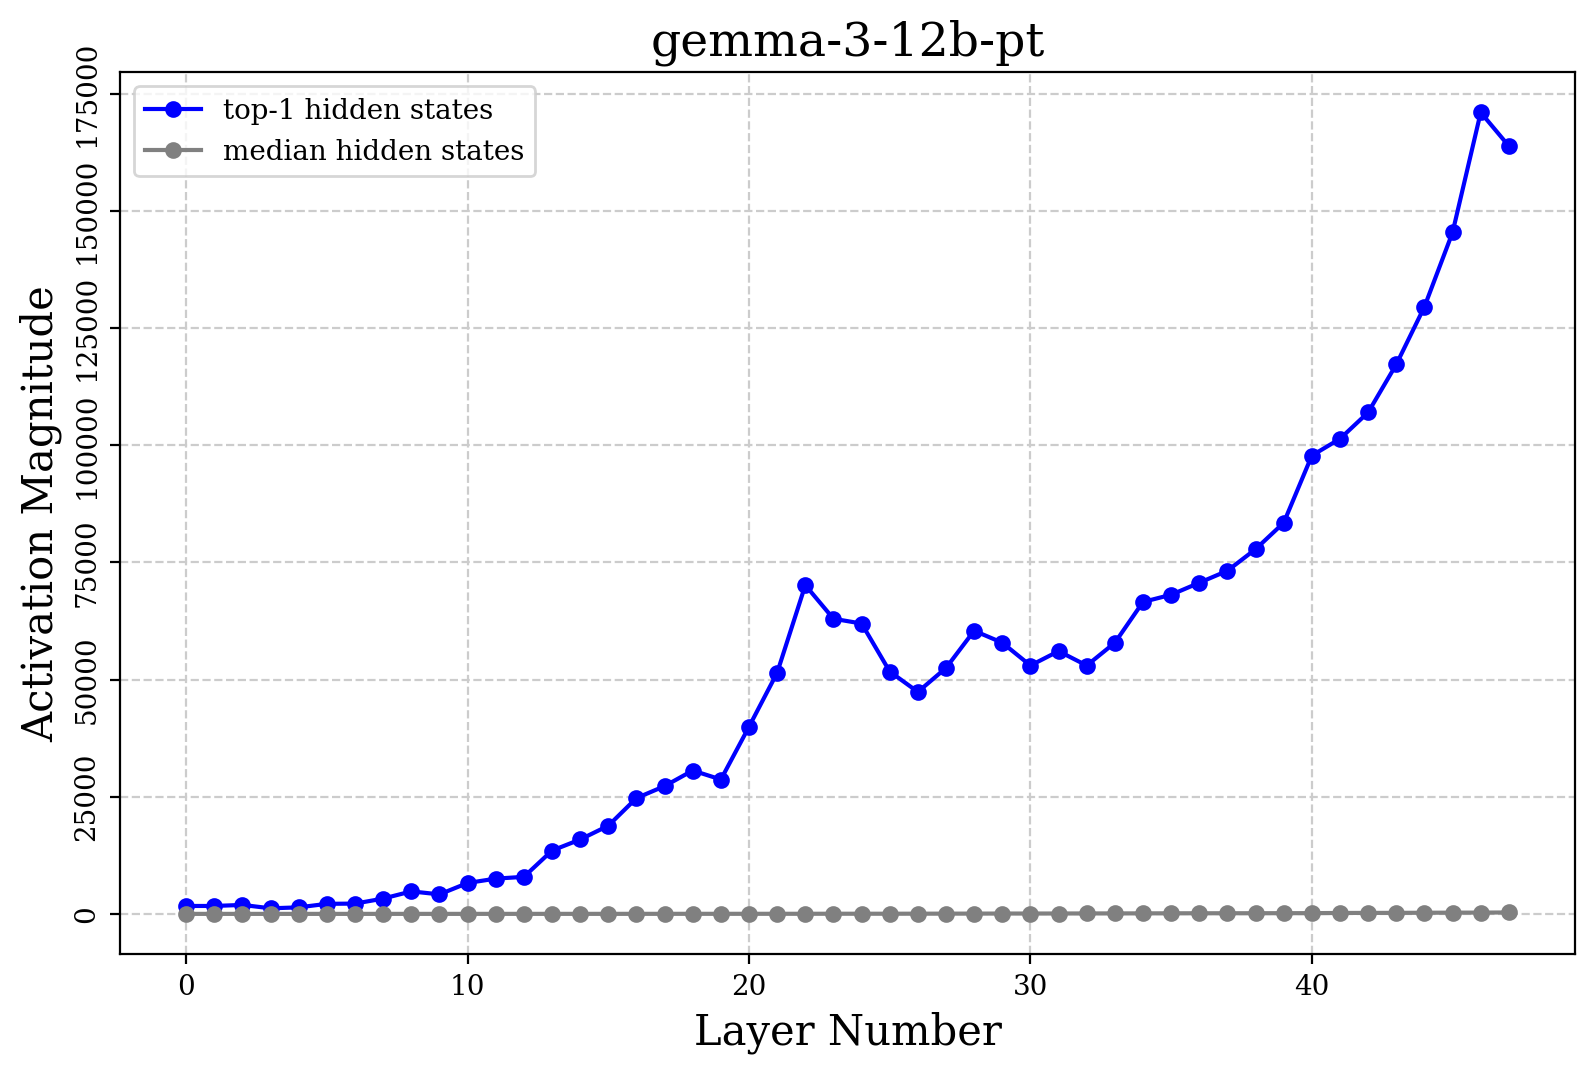 gemma-3-12b-pt
top-1 hidden states
median hidden states
Activation Magnitude
175000
150000
125000
100000
75000
50000
25000
0
0 10 20 30 40
Layer Number